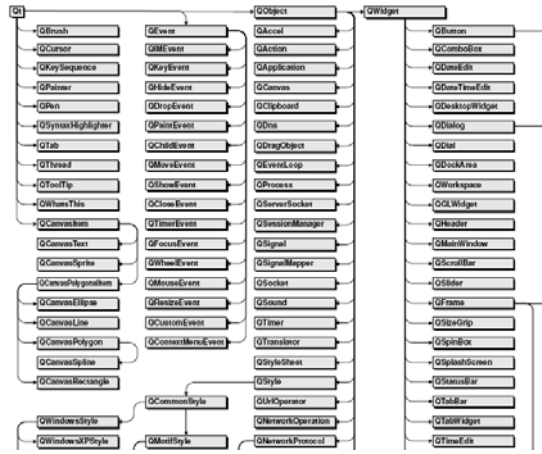 Qt
QObject
QWidget
QEvent
QBrush
QCursor
QKeySequence
QPainter
QPen
QSyntaxHighlighter
QTab
QThread
QToolTip
QWhatsThis
QCanvasItem
QCanvasText
QCanvasSprite
QCanvasPolygonalItem
QCanvasEllipse
QCanvasLine
QCanvasPolygon
QCanvasSpline
QCanvasRectangle
QWindowsStyle
QWindowsXPStyle
QIMEvent
QKeyEvent
QHideEvent
QDropEvent
QPaintEvent
QChildEvent
QMoveEvent
QShowEvent
QCloseEvent
QTimerEvent
QFocusEvent
QWheelEvent
QMouseEvent
QResizeEvent
QCustomEvent
QContextMenuEvent
QCommonStyle
QMotifStyle
QAccel
QAction
QApplication
QCanvas
QClipboard
QDns
QDragObject
QEventLoop
QProcess
QServerSocket
QSessionManager
QSignal
QSignalMapper
QSocket
QSound
QTimer
QTranslator
QStyleSheet
QStyle
QUrlOperator
QNetworkOperation
QNetworkProtocol
QButton
QComboBox
QDateEdit
QDateTimeEdit
QDesktopWidget
QDialog
QDial
QDockArea
QWorkspace
QGLWidget
QHeader
QMainWindow
QScrollBar
QSlider
QFrame
QSizeGrip
QSpinBox
QSplashScreen
QStatusBar
QTabBar
QTabWidget
QTimeEdit